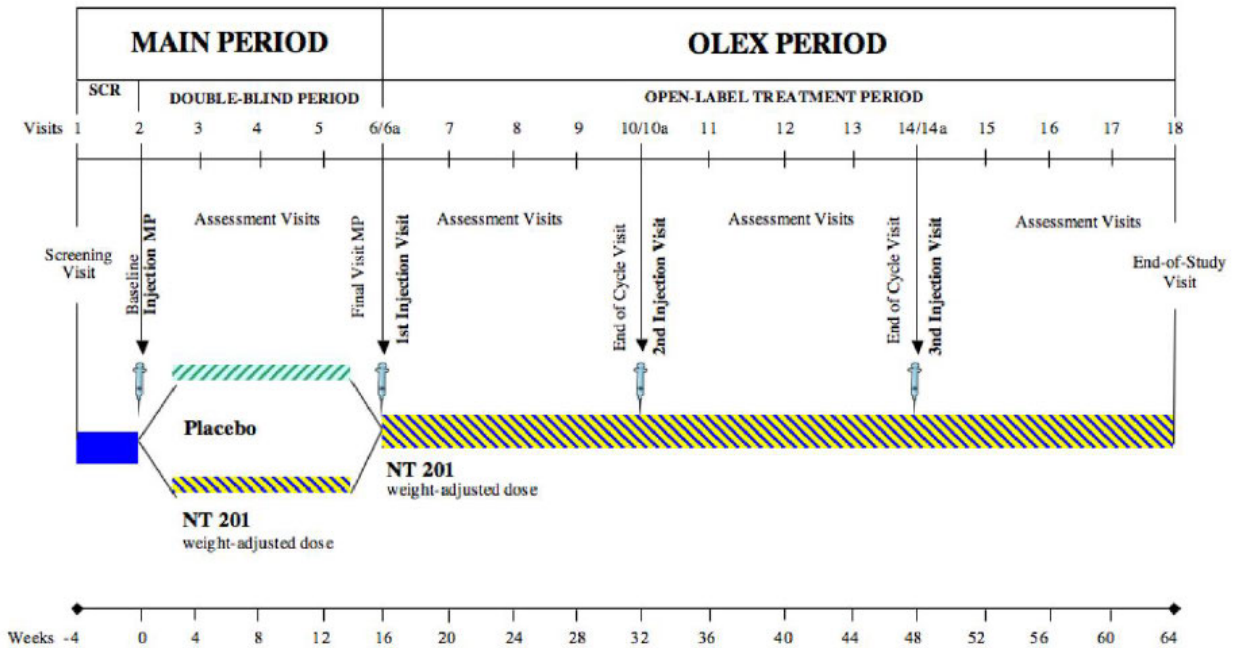 MAIN PERIOD OLEX PERIOD
SCR DOUBLE-BLIND PERIOD OPEN-LABEL TREATMENT PERIOD
Visits 1 2 3 4 5 6/6a 7 8 9 10/10a 11 12 13 14/14a 15 16 17 18
Screening
Visit
Baseline
Injection MP
Assessment Visits
Final Visit MP
1st Injection Visit
Assessment Visits
End of Cycle Visit
2nd Injection Visit
Assessment Visits
End of Cycle Visit
3nd Injection Visit
Assessment Visits
End-of-Study
Visit
Placebo
NT 201
weight-adjusted dose
NT 201
weight-adjusted dose
Weeks -4 0 4 8 12 16 20 24 28 32 36 40 44 48 52 56 60 64